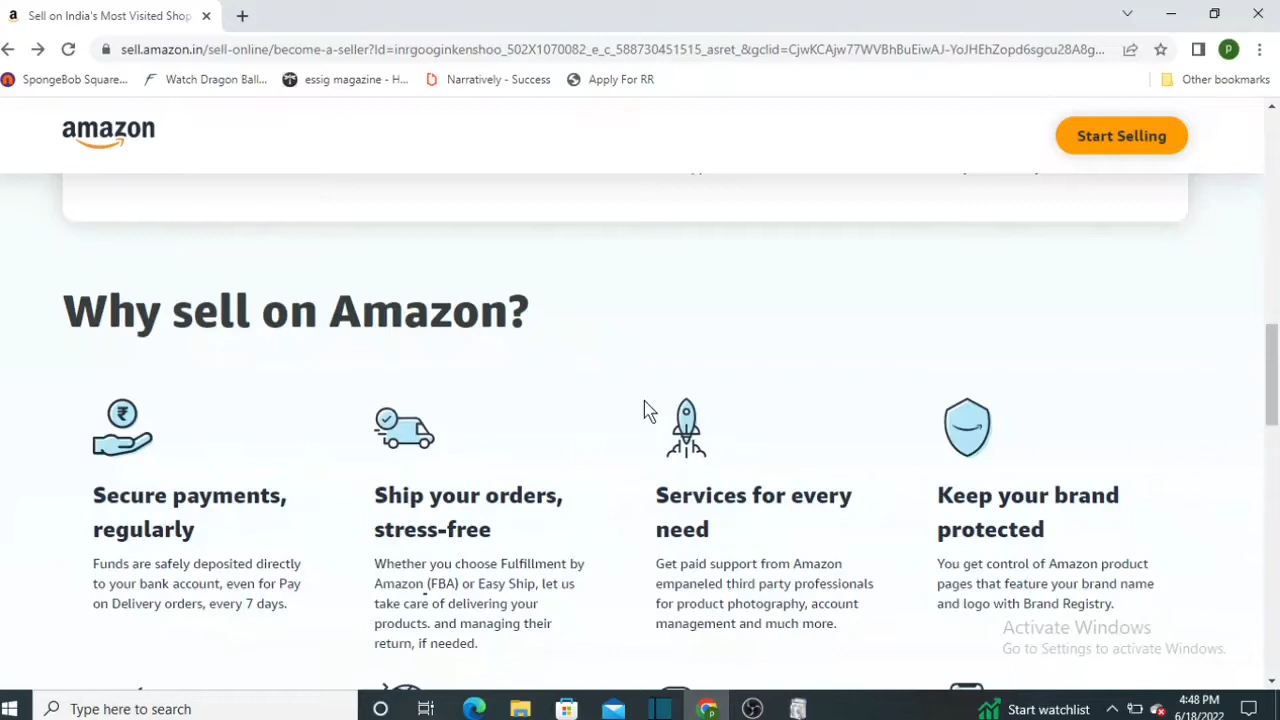 Sell on India's Most Visited Shop
sell.amazon.in/sell-online/become-a-seller?ld=inrgooginkenshoo_502X1070082_e_c_588730451515_asret_&gclid=CjwKCAjw77WVBhBuEiwAJ-YoJHEhZopd6sgcu28A8g...
SpongeBob Square...
Watch Dragon Ball...
essig magazine - H...
Narratively - Success
Apply For RR
Other bookmarks
amazon
Start Selling
Why sell on Amazon?
Secure payments,
regularly
Funds are safely deposited directly
to your bank account, even for Pay
on Delivery orders, every 7 days.
Ship your orders,
stress-free
Whether you choose Fulfillment by
Amazon (FBA) or Easy Ship, let us
take care of delivering your
products. and managing their
return, if needed.
Services for every
need
Get paid support from Amazon
empaneled third party professionals
for product photography, account
management and much more.
Keep your brand
protected
You get control of Amazon product
pages that feature your brand name
and logo with Brand Registry.
Activate Windows
Go to Settings to activate Windows.
Type here to search
Start watchlist
4:48 PM
6/18/2022